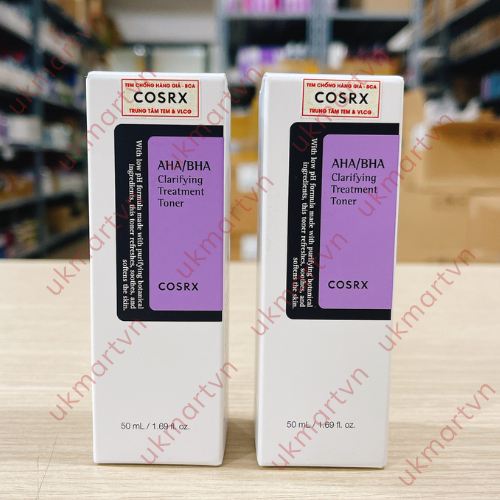 TEM CHỐNG HÀNG GIẢ - BCA
COSRX
TRUNG TÂM TEM & VLCG
AHA/BHA
Clarifying
Treatment
Toner
With low pH formula made with purifying botanical
ingredients, this toner refreshes, soothes, and
softens the skin.
COSRX
50 mL / 1.69 fl. oz.
TEM CHỐNG HÀNG GIẢ - BCA
COSRX
TRUNG TÂM TEM & VLCG
AHA/BHA
Clarifying
Treatment
Toner
With low pH formula made with purifying botanical
ingredients, this toner refreshes, soothes, and
softens the skin.
COSRX
50 mL / 1.69 fl. oz.
ukmartvn